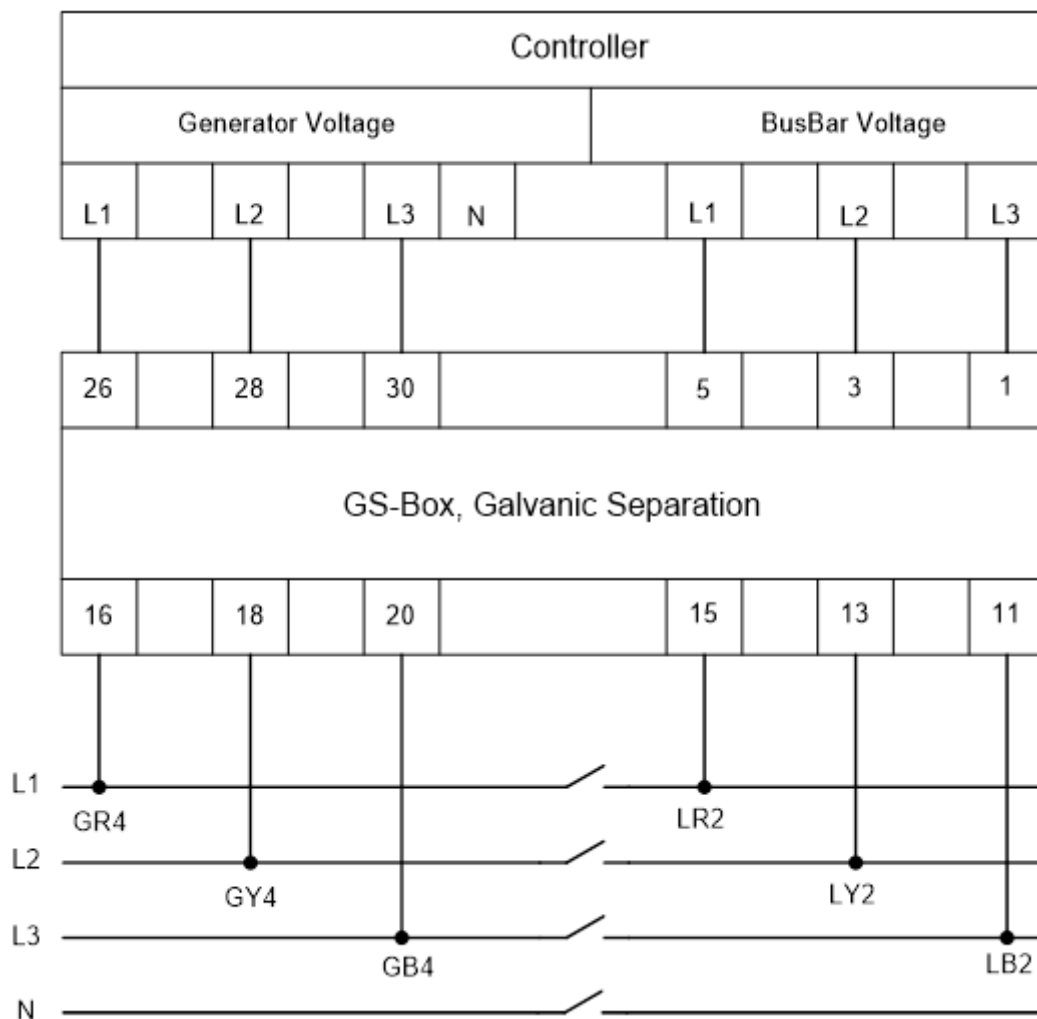 Controller
Generator Voltage BusBar Voltage
L1 L2 L3 N L1 L2 L3
26 28 30 5 3 1
GS-Box, Galvanic Separation
16 18 20 15 13 11
L1
GR4 LR2
L2
GY4 LY2
L3
GB4 LB2
N